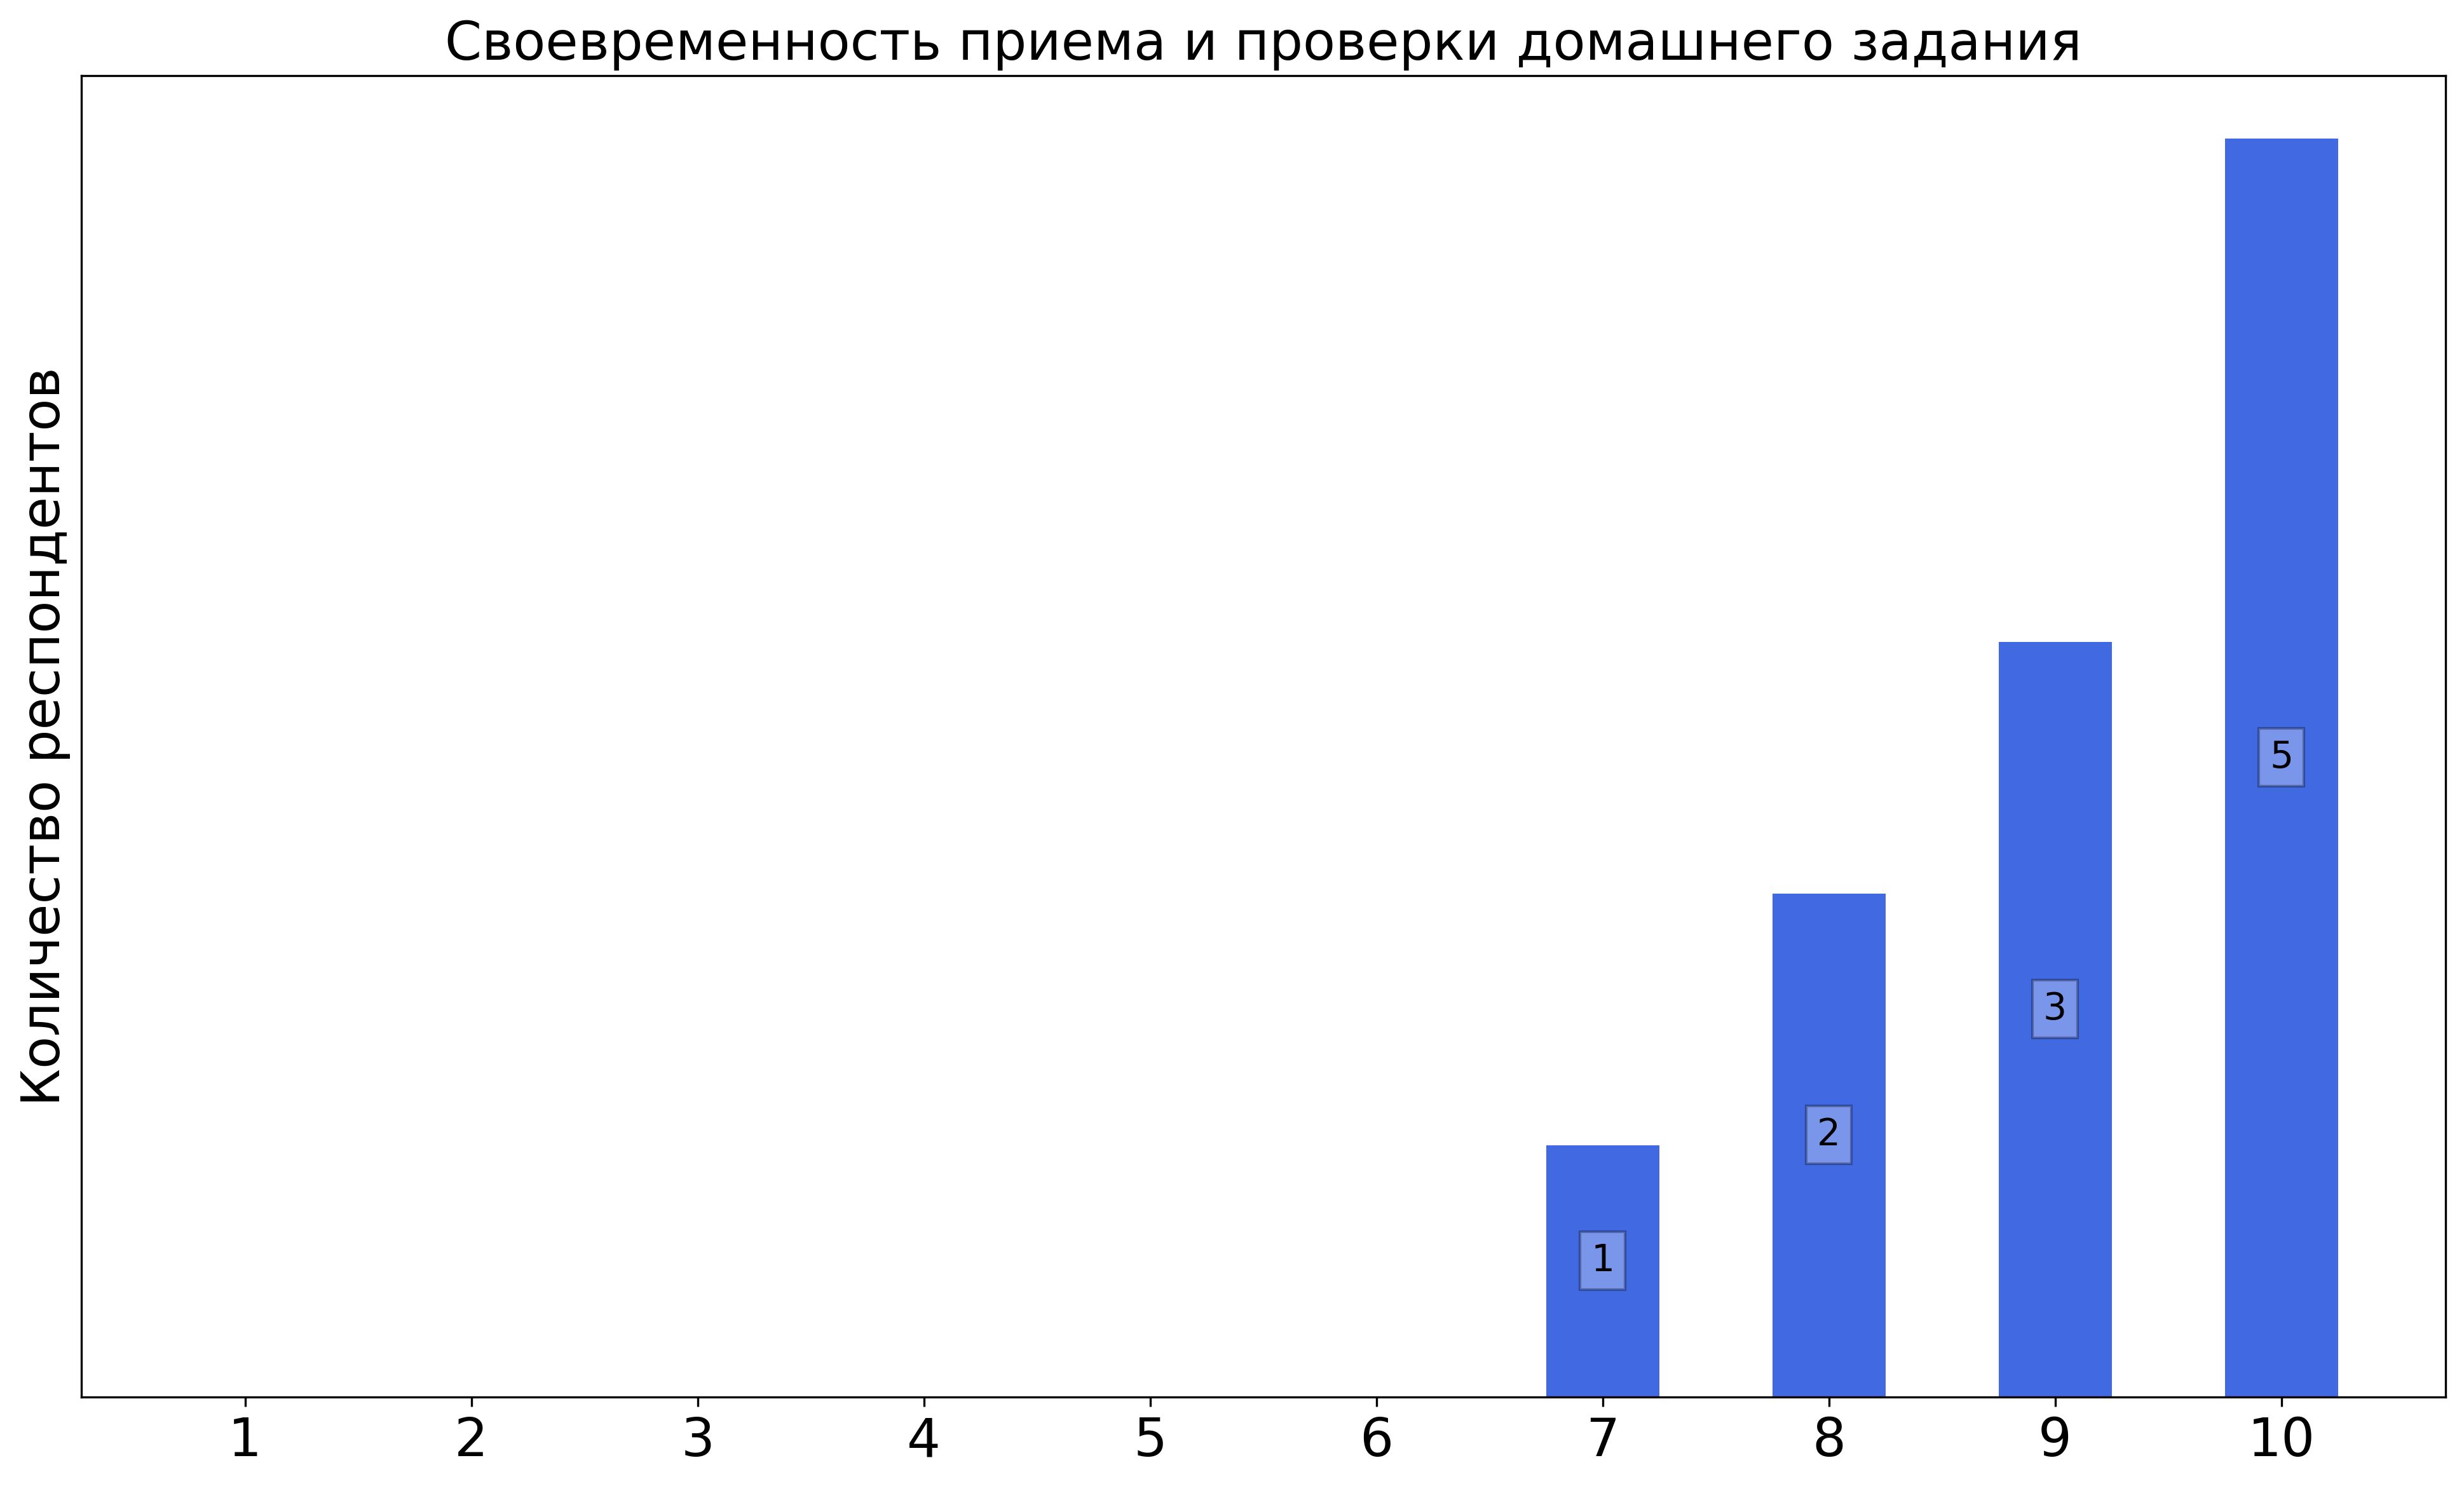 Своевременность приема и проверки домашнего задания
Количество респондентов
5
3
2
1
1 2 3 4 5 6 7 8 9 10